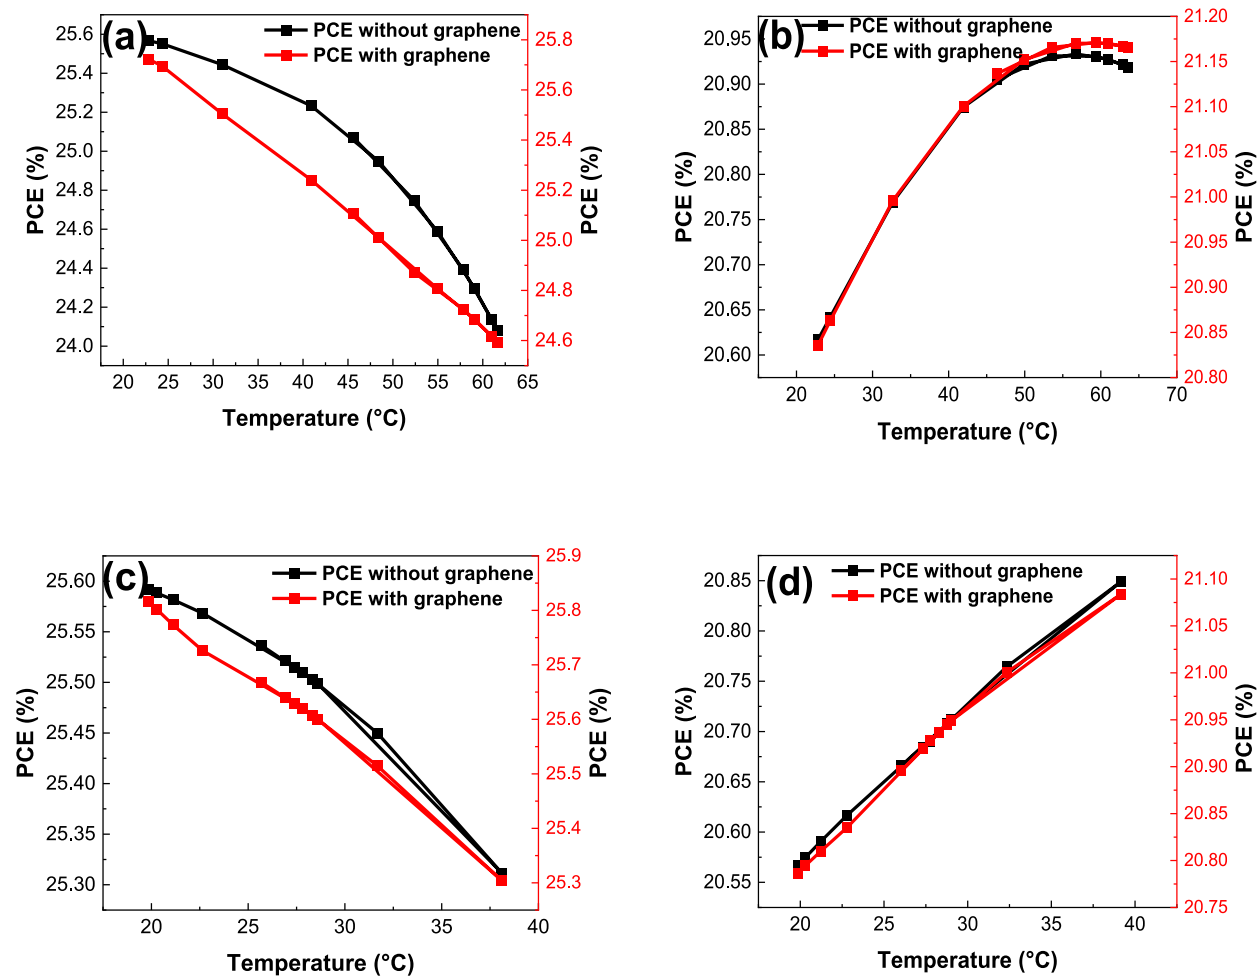 (a)
PCE without graphene
PCE with graphene
25.6
25.4
25.2
25.0
24.8
24.6
24.4
24.2
24.0
PCE (%)
25.8
25.6
25.4
25.2
25.0
24.8
24.6
PCE (%)
20 25 30 35 40 45 50 55 60 65
Temperature (°C)
(b)
PCE without graphene
PCE with graphene
20.95
20.90
20.85
20.80
20.75
20.70
20.65
20.60
PCE (%)
21.20
21.15
21.10
21.05
21.00
20.95
20.90
20.85
20.80
PCE (%)
20 30 40 50 60 70
Temperature (°C)
(c)
PCE without graphene
PCE with graphene
25.60
25.55
25.50
25.45
25.40
25.35
25.30
PCE (%)
25.9
25.8
25.7
25.6
25.5
25.4
25.3
PCE (%)
20 25 30 35 40
Temperature (°C)
(d)
PCE without graphene
PCE with graphene
20.85
20.80
20.75
20.70
20.65
20.60
20.55
PCE (%)
21.10
21.05
21.00
20.95
20.90
20.85
20.80
20.75
PCE (%)
20 25 30 35 40
Temperature (°C)